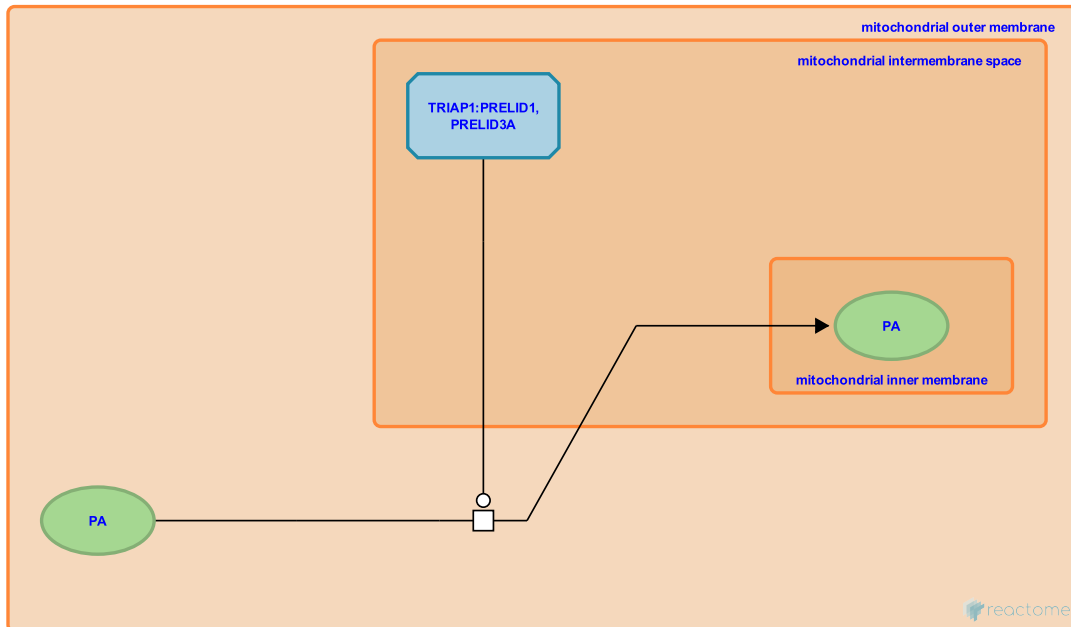 mitochondrial outer membrane
mitochondrial intermembrane space
TRIAP1:PRELID1,
PRELID3A
PA
mitochondrial inner membrane
PA
reactome